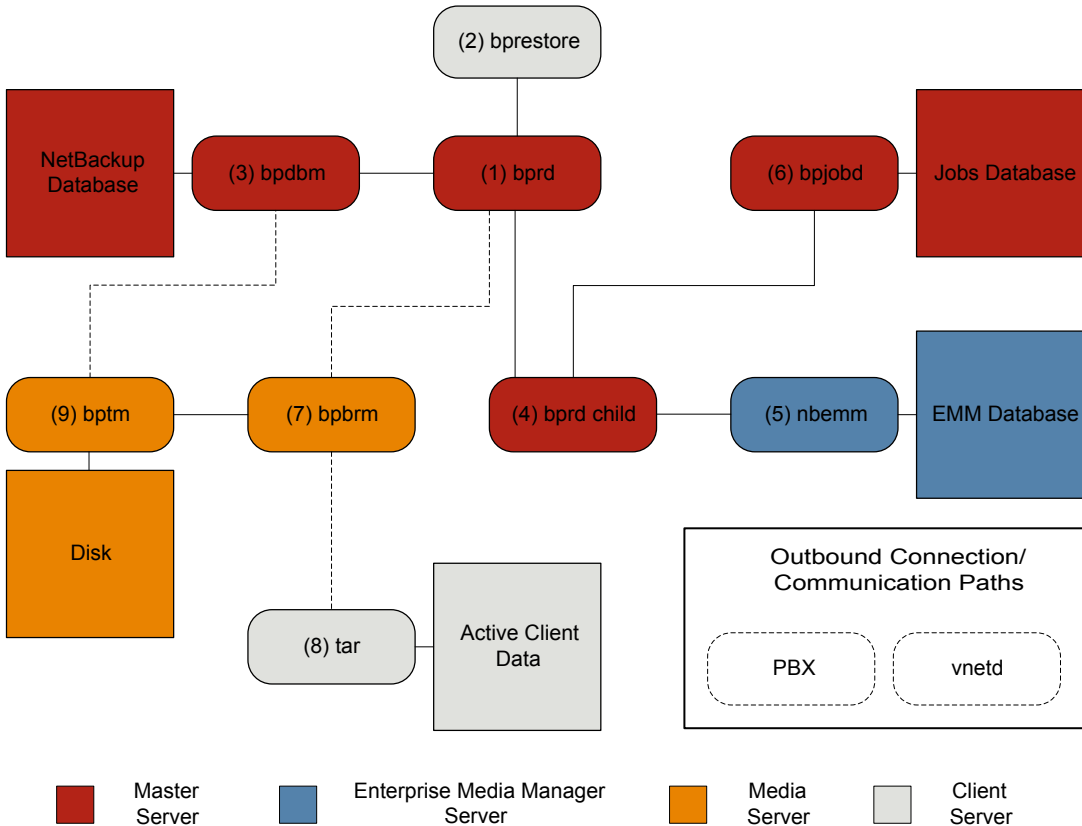 (2) bprestore
NetBackup
Database
(3) bpdbm
(1) bprd
(6) bpjobd
Jobs Database
(9) bptm
(7) bpbrm
(4) bprd child
(5) nbemm
EMM Database
Disk
(8) tar
Active Client
Data
Outbound Connection/
Communication Paths
PBX
vnetd
Master
Server
Enterprise Media Manager
Server
Media
Server
Client
Server